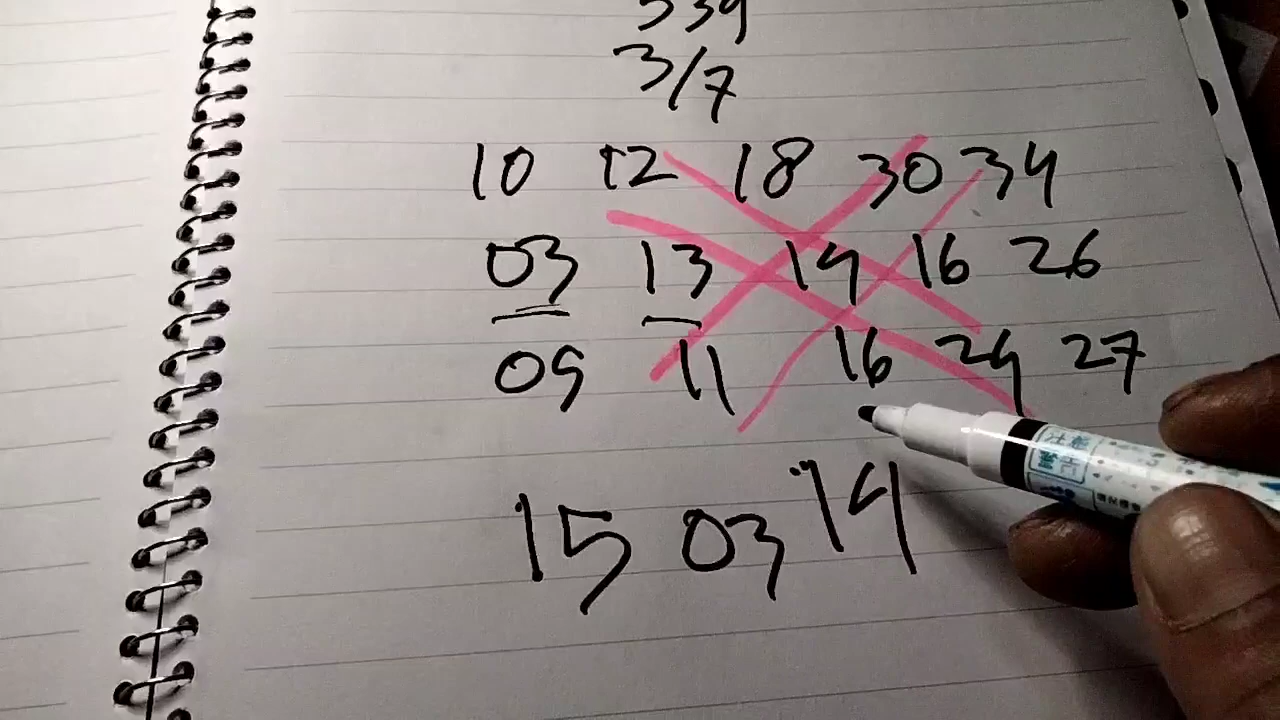 539
3/7
10 12 18 30 34
03 13 14 16 26
09 11 16 24 27
15 03 14